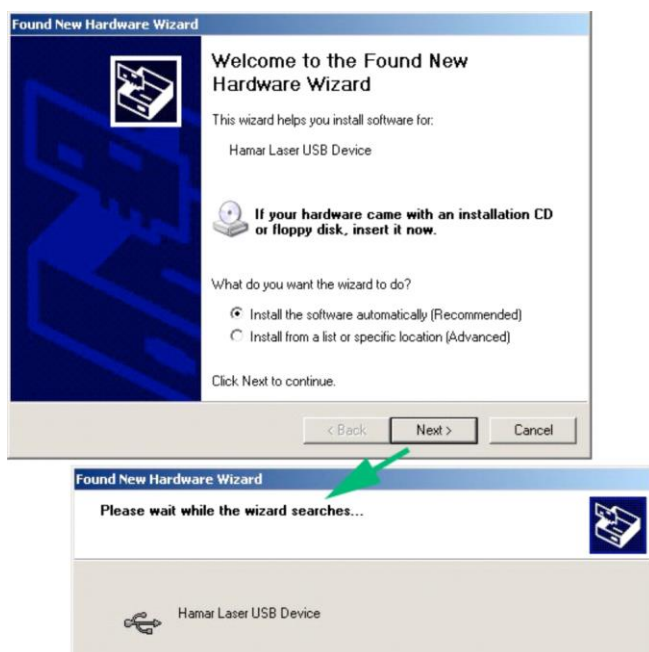 Found New Hardware Wizard
Welcome to the Found New
Hardware Wizard
This wizard helps you install software for:
Hamar Laser USB Device
If your hardware came with an installation CD
or floppy disk, insert it now.
What do you want the wizard to do?
Install the software automatically (Recommended)
Install from a list or specific location (Advanced)
Click Next to continue.
< Back
Next >
Cancel
Found New Hardware Wizard
Please wait while the wizard searches...
Hamar Laser USB Device